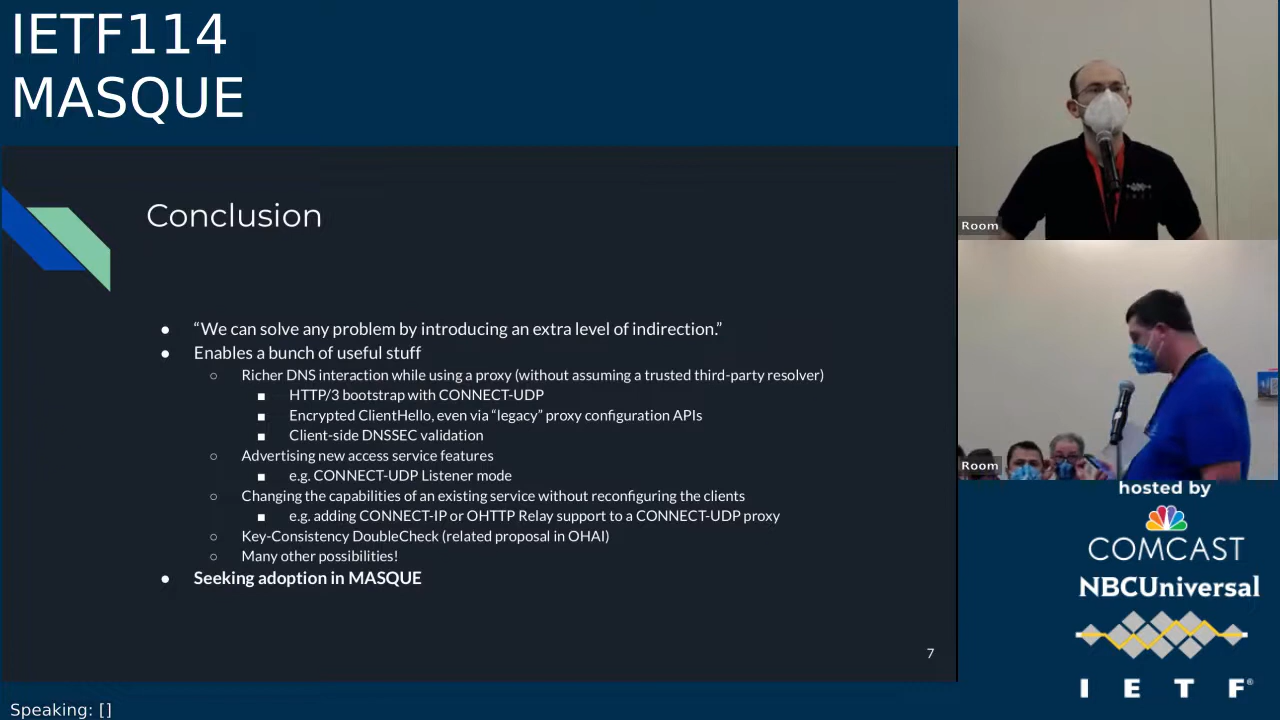 IETF114
MASQUE
Conclusion
● “We can solve any problem by introducing an extra level of indirection.”
● Enables a bunch of useful stuff
○ Richer DNS interaction while using a proxy (without assuming a trusted third-party resolver)
■ HTTP/3 bootstrap with CONNECT-UDP
■ Encrypted ClientHello, even via “legacy” proxy configuration APIs
■ Client-side DNSSEC validation
○ Advertising new access service features
■ e.g. CONNECT-UDP Listener mode
○ Changing the capabilities of an existing service without reconfiguring the clients
■ e.g. adding CONNECT-IP or OHTTP Relay support to a CONNECT-UDP proxy
○ Key-Consistency DoubleCheck (related proposal in OHAI)
○ Many other possibilities!
● Seeking adoption in MASQUE
7
Speaking: []
Room
Room
hosted by
COMCAST
NBCUniversal
I E T F®